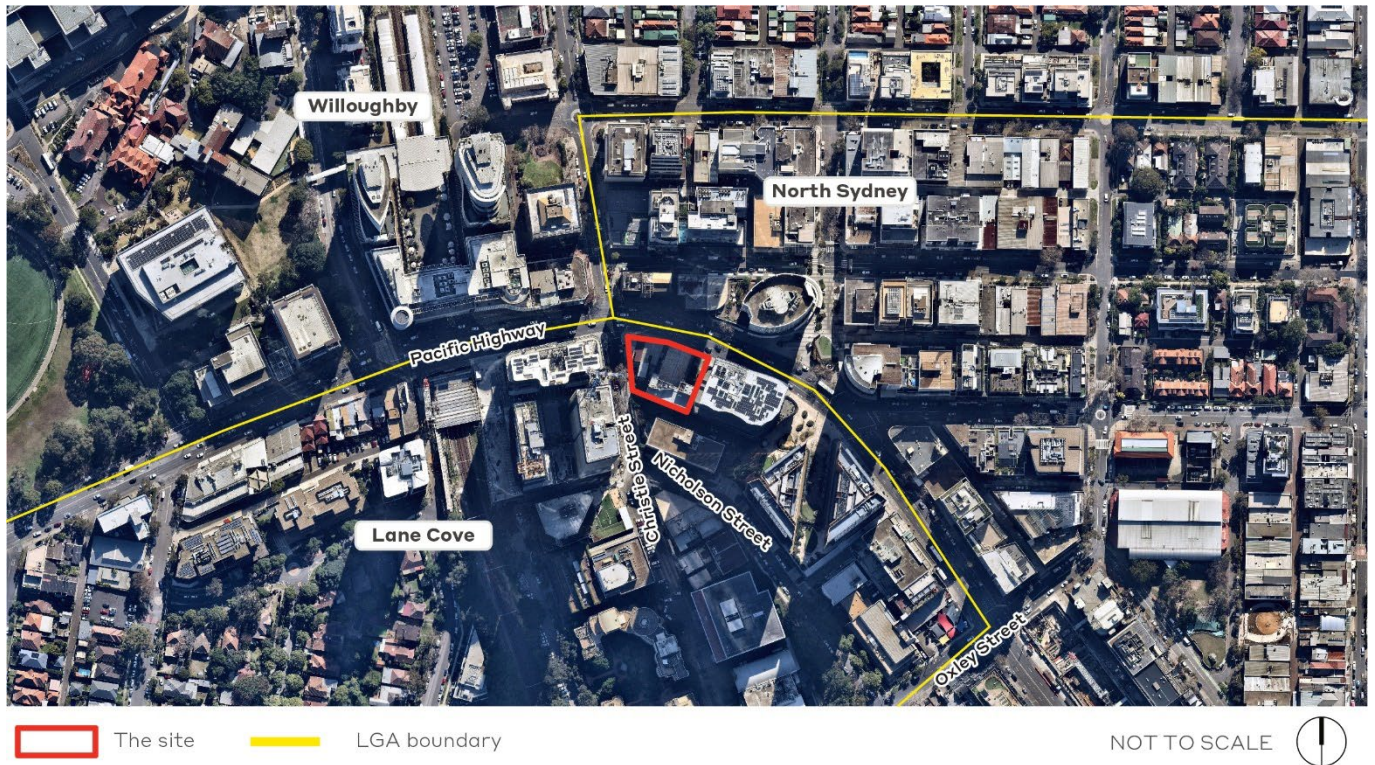 Willoughby
North Sydney
Pacific Highway
Christie Street
Nicholson Street
Lane Cove
Oxley Street
The site
LGA boundary
NOT TO SCALE